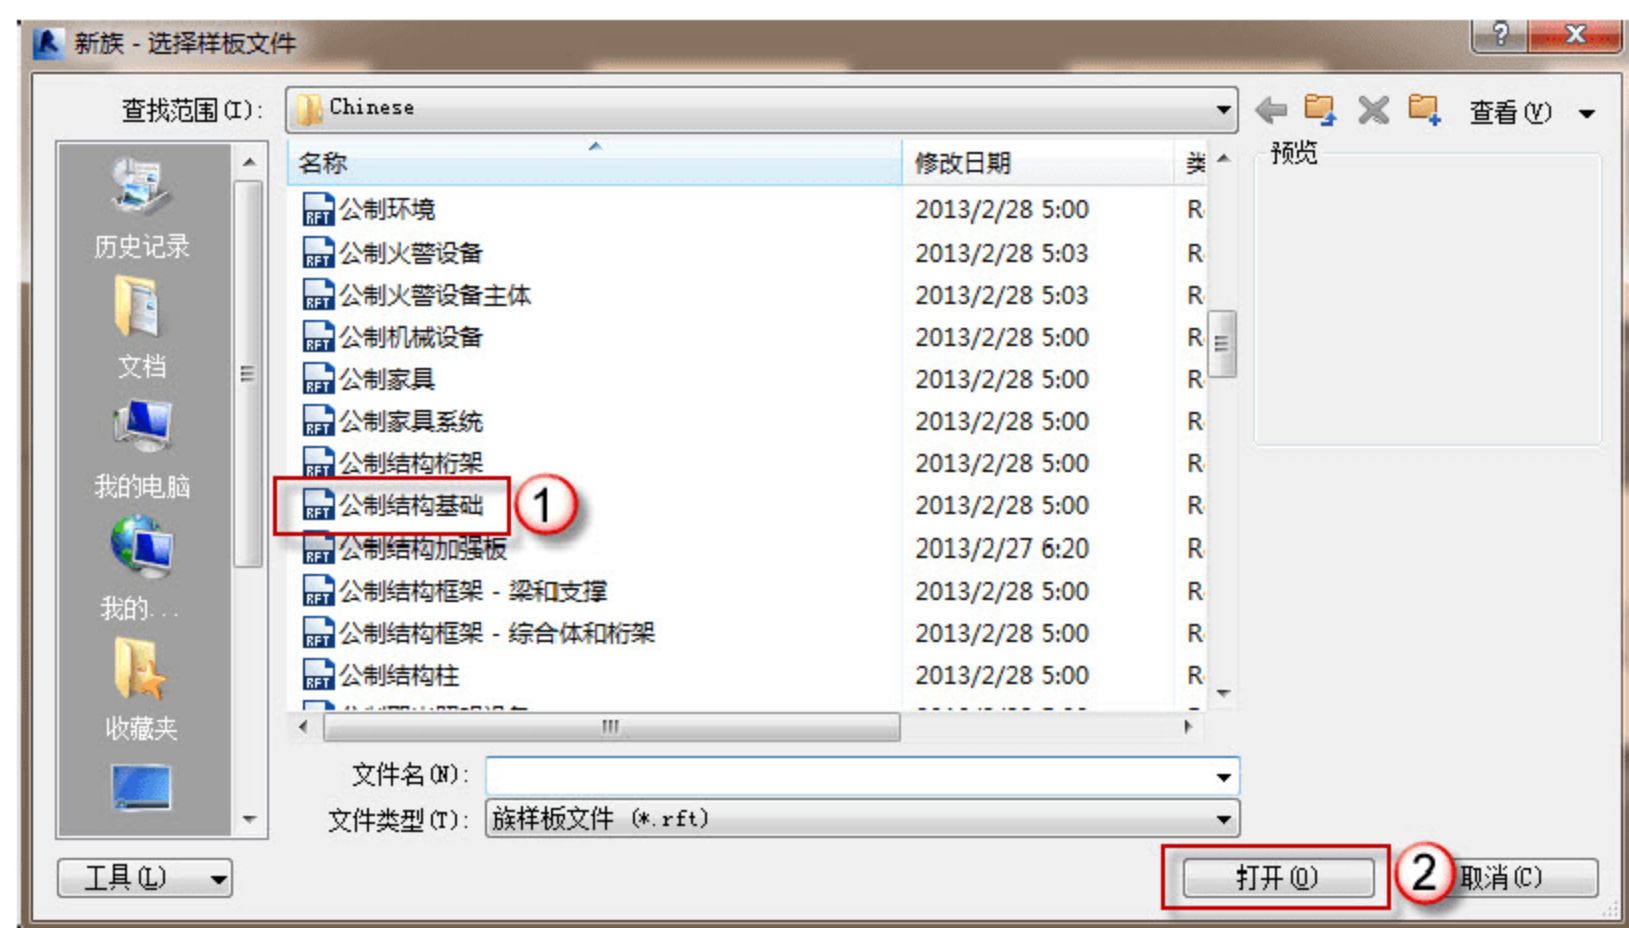 新族 - 选择样板文件
查找范围(I):
Chinese
查看(V)
预览
名称
修改日期
类
公制环境 2013/2/28 5:00 R
公制火警设备 2013/2/28 5:03 R
公制火警设备主体 2013/2/28 5:03 R
公制机械设备 2013/2/28 5:00 R
公制家具 2013/2/28 5:00 R
公制家具系统 2013/2/28 5:00 R
公制结构桁架 2013/2/28 5:00 R
公制结构基础 1 2013/2/28 5:00 R
公制结构加强板 2013/2/27 6:20 R
公制结构框架 - 梁和支撑 2013/2/28 5:00 R
公制结构框架 - 综合体和桁架 2013/2/28 5:00 R
公制结构柱 2013/2/28 5:00 R
历史记录
文档
我的电脑
我的...
收藏夹
文件名(N):
文件类型(T): 族样板文件 (*.rft)
工具(L)
打开(O) 2 取消(C)